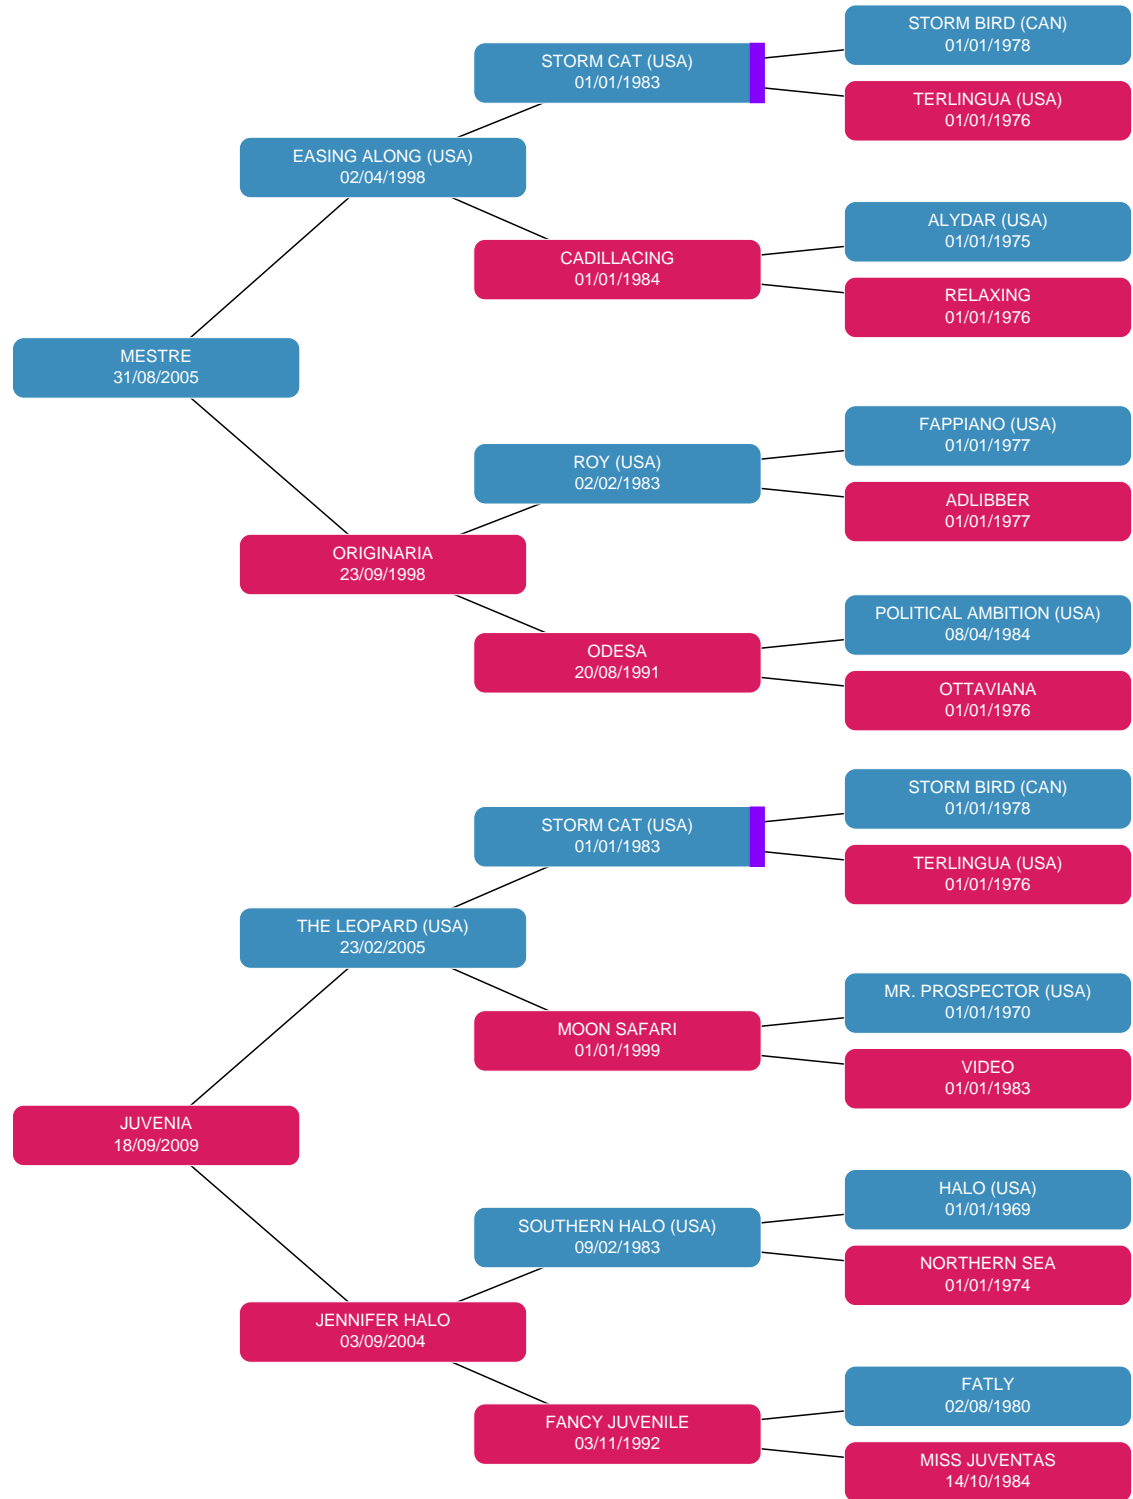 STORM BIRD (CAN)
01/01/1978
STORM CAT (USA)
01/01/1983
TERLINGUA (USA)
01/01/1976
EASING ALONG (USA)
02/04/1998
ALYDAR (USA)
01/01/1975
CADILLACING
01/01/1984
RELAXING
01/01/1976
MESTRE
31/08/2005
FAPPIANO (USA)
01/01/1977
ROY (USA)
02/02/1983
ADLIBBER
01/01/1977
ORIGINARIA
23/09/1998
POLITICAL AMBITION (USA)
08/04/1984
ODESA
20/08/1991
OTTAVIANA
01/01/1976
STORM BIRD (CAN)
01/01/1978
STORM CAT (USA)
01/01/1983
TERLINGUA (USA)
01/01/1976
THE LEOPARD (USA)
23/02/2005
MR. PROSPECTOR (USA)
01/01/1970
MOON SAFARI
01/01/1999
VIDEO
01/01/1983
JUVENIA
18/09/2009
HALO (USA)
01/01/1969
SOUTHERN HALO (USA)
09/02/1983
NORTHERN SEA
01/01/1974
JENNIFER HALO
03/09/2004
FATLY
02/08/1980
FANCY JUVENILE
03/11/1992
MISS JUVENTAS
14/10/1984